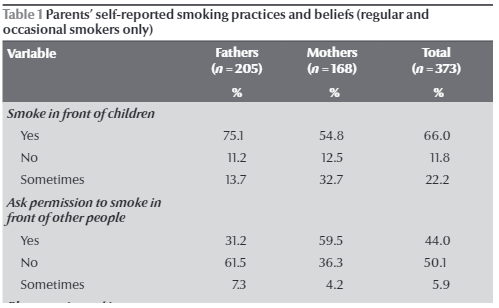 Table 1 Parents' self-reported smoking practices and beliefs (regular and
occasional smokers only)
Variable Fathers Mothers Total
(n = 205) (n = 168) (n = 373)
% % %
Smoke in front of children
Yes 75.1 54.8 66.0
No 11.2 12.5 11.8
Sometimes 13.7 32.7 22.2
Ask permission to smoke in
front of other people
Yes 31.2 59.5 44.0
No 61.5 36.3 50.1
Sometimes 7.3 4.2 5.9